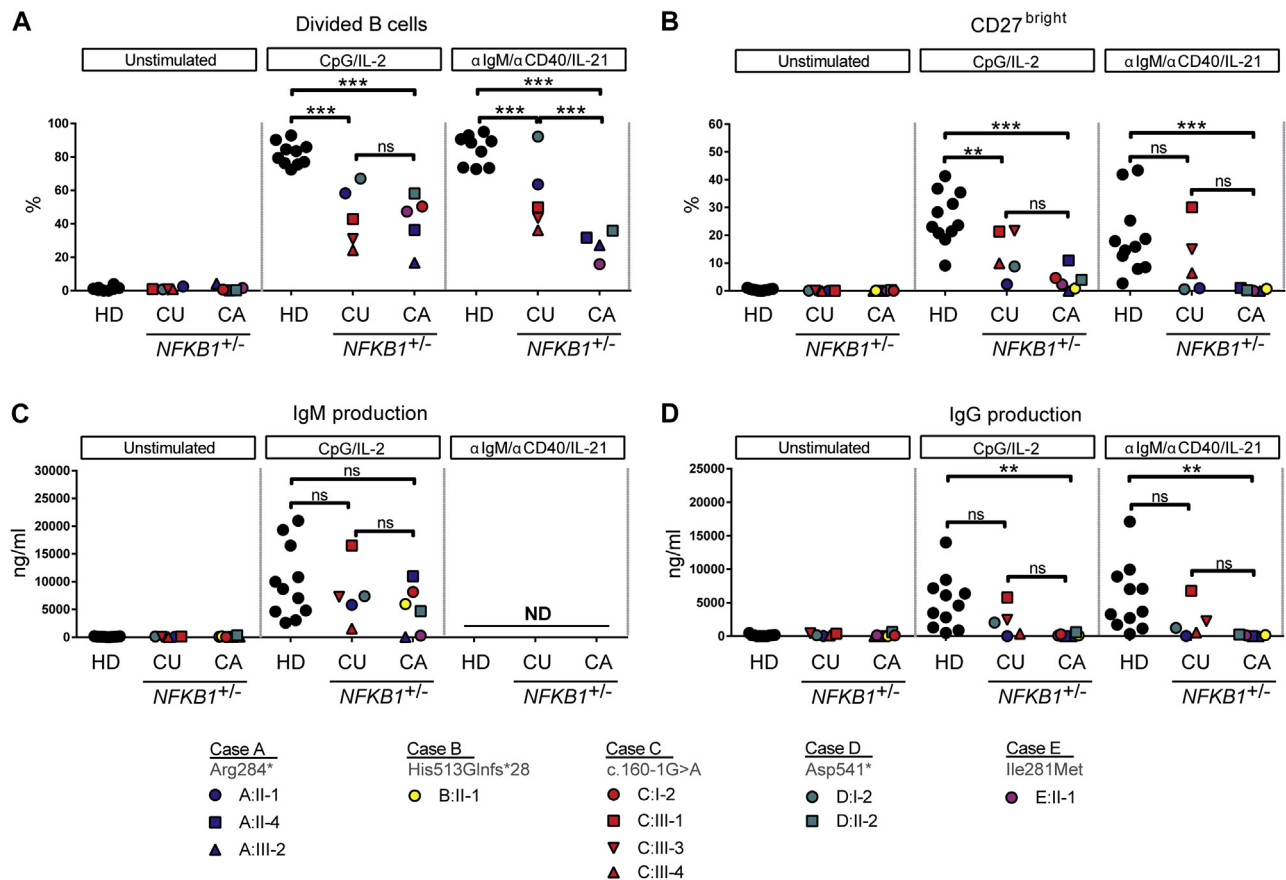 A
Divided B cells
Unstimulated
CpG/IL-2
αIgM/αCD40/IL-21
***
***
***
***
***
ns
%
100
80
60
40
20
0
HD
CU
CA
HD
CU
CA
HD
CU
CA
NFKB1+/-
NFKB1+/-
NFKB1+/-
B
CD27bright
Unstimulated
CpG/IL-2
αIgM/αCD40/IL-21
***
**
ns
***
ns
ns
%
60
50
40
30
20
10
0
HD
CU
CA
HD
CU
CA
HD
CU
CA
NFKB1+/-
NFKB1+/-
NFKB1+/-
C
IgM production
Unstimulated
CpG/IL-2
αIgM/αCD40/IL-21
ns
ns
ns
ng/ml
30000
25000
20000
15000
10000
5000
0
ND
HD
CU
CA
HD
CU
CA
HD
CU
CA
NFKB1+/-
NFKB1+/-
NFKB1+/-
D
IgG production
Unstimulated
CpG/IL-2
αIgM/αCD40/IL-21
**
ns
ns
**
ns
ns
ng/ml
25000
20000
15000
10000
5000
0
HD
CU
CA
HD
CU
CA
HD
CU
CA
NFKB1+/-
NFKB1+/-
NFKB1+/-
Case A
Arg284*
A:II-1
A:II-4
A:III-2
Case B
His513Glnfs*28
B:II-1
Case C
c.160-1G>A
C:I-2
C:III-1
C:III-3
C:III-4
Case D
Asp541*
D:I-2
D:II-2
Case E
Ile281Met
E:II-1